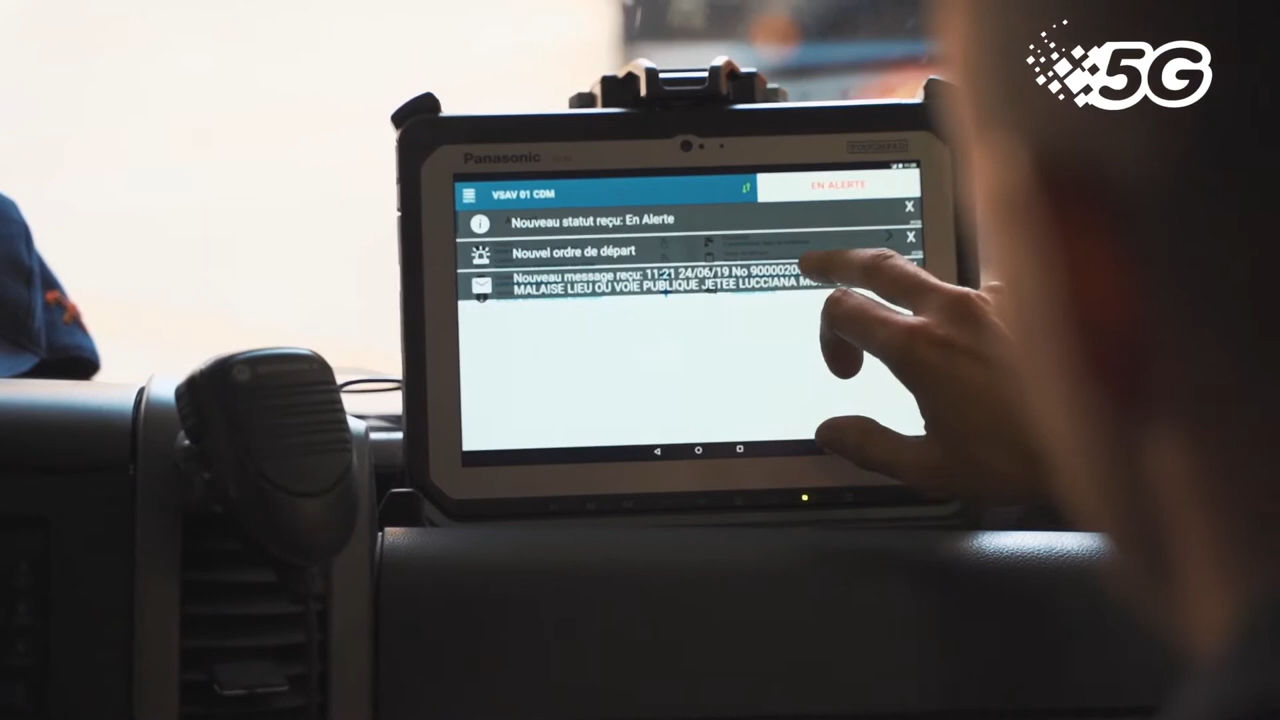 5G
Panasonic
TOUGHPAD
VSAV 01 CDM
EN ALERTE
Nouveau statut reçu: En Alerte
X
Nouvel ordre de départ
X
Nouveau message reçu: 11:21 24/06/19 No 9000020
MALAISE LIEU OU VOIE PUBLIQUE JETEE LUCCIANA